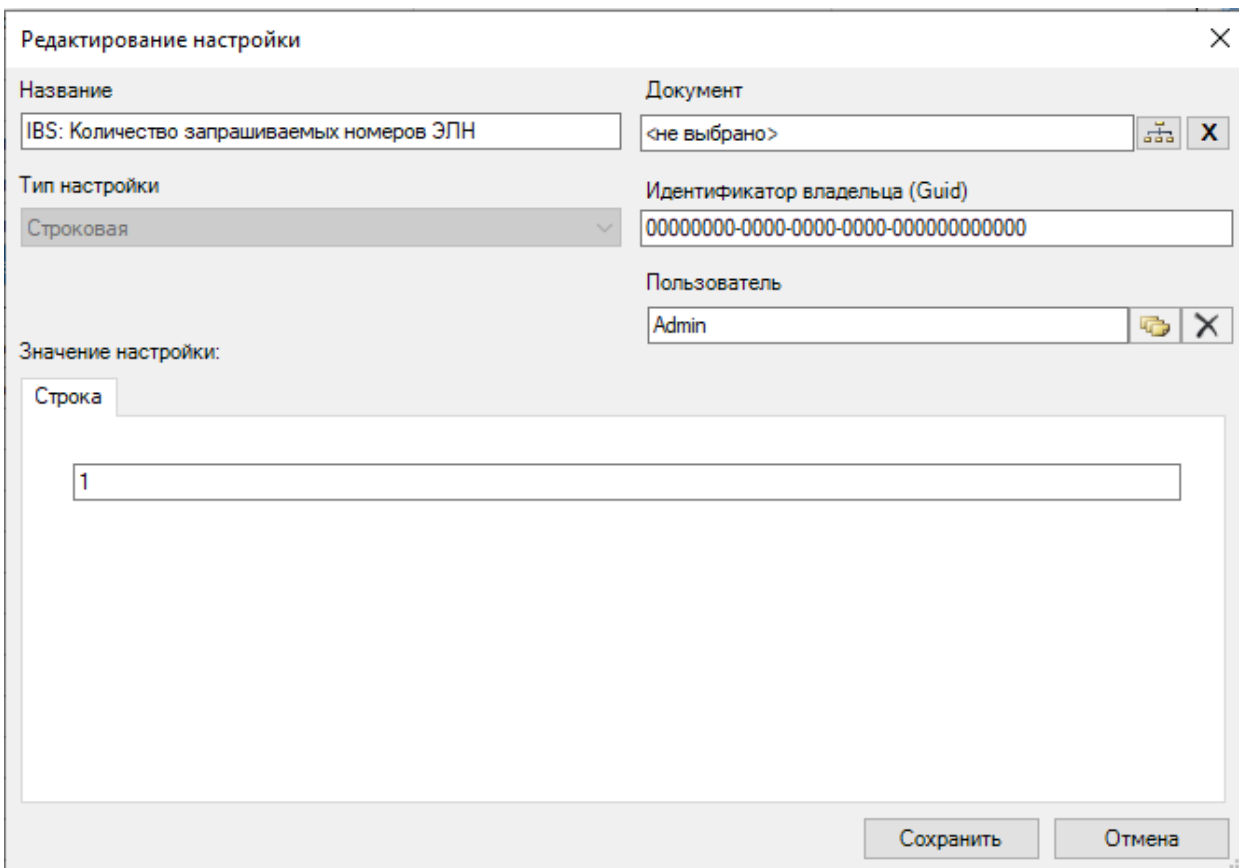 Редактирование настройки
Название
Документ
IBS: Количество запрашиваемых номеров ЭЛН
<не выбрано>
X
Тип настройки
Идентификатор владельца (Guid)
Строковая
00000000-0000-0000-0000-000000000000
Пользователь
Admin
Значение настройки:
Строка
1
Сохранить
Отмена